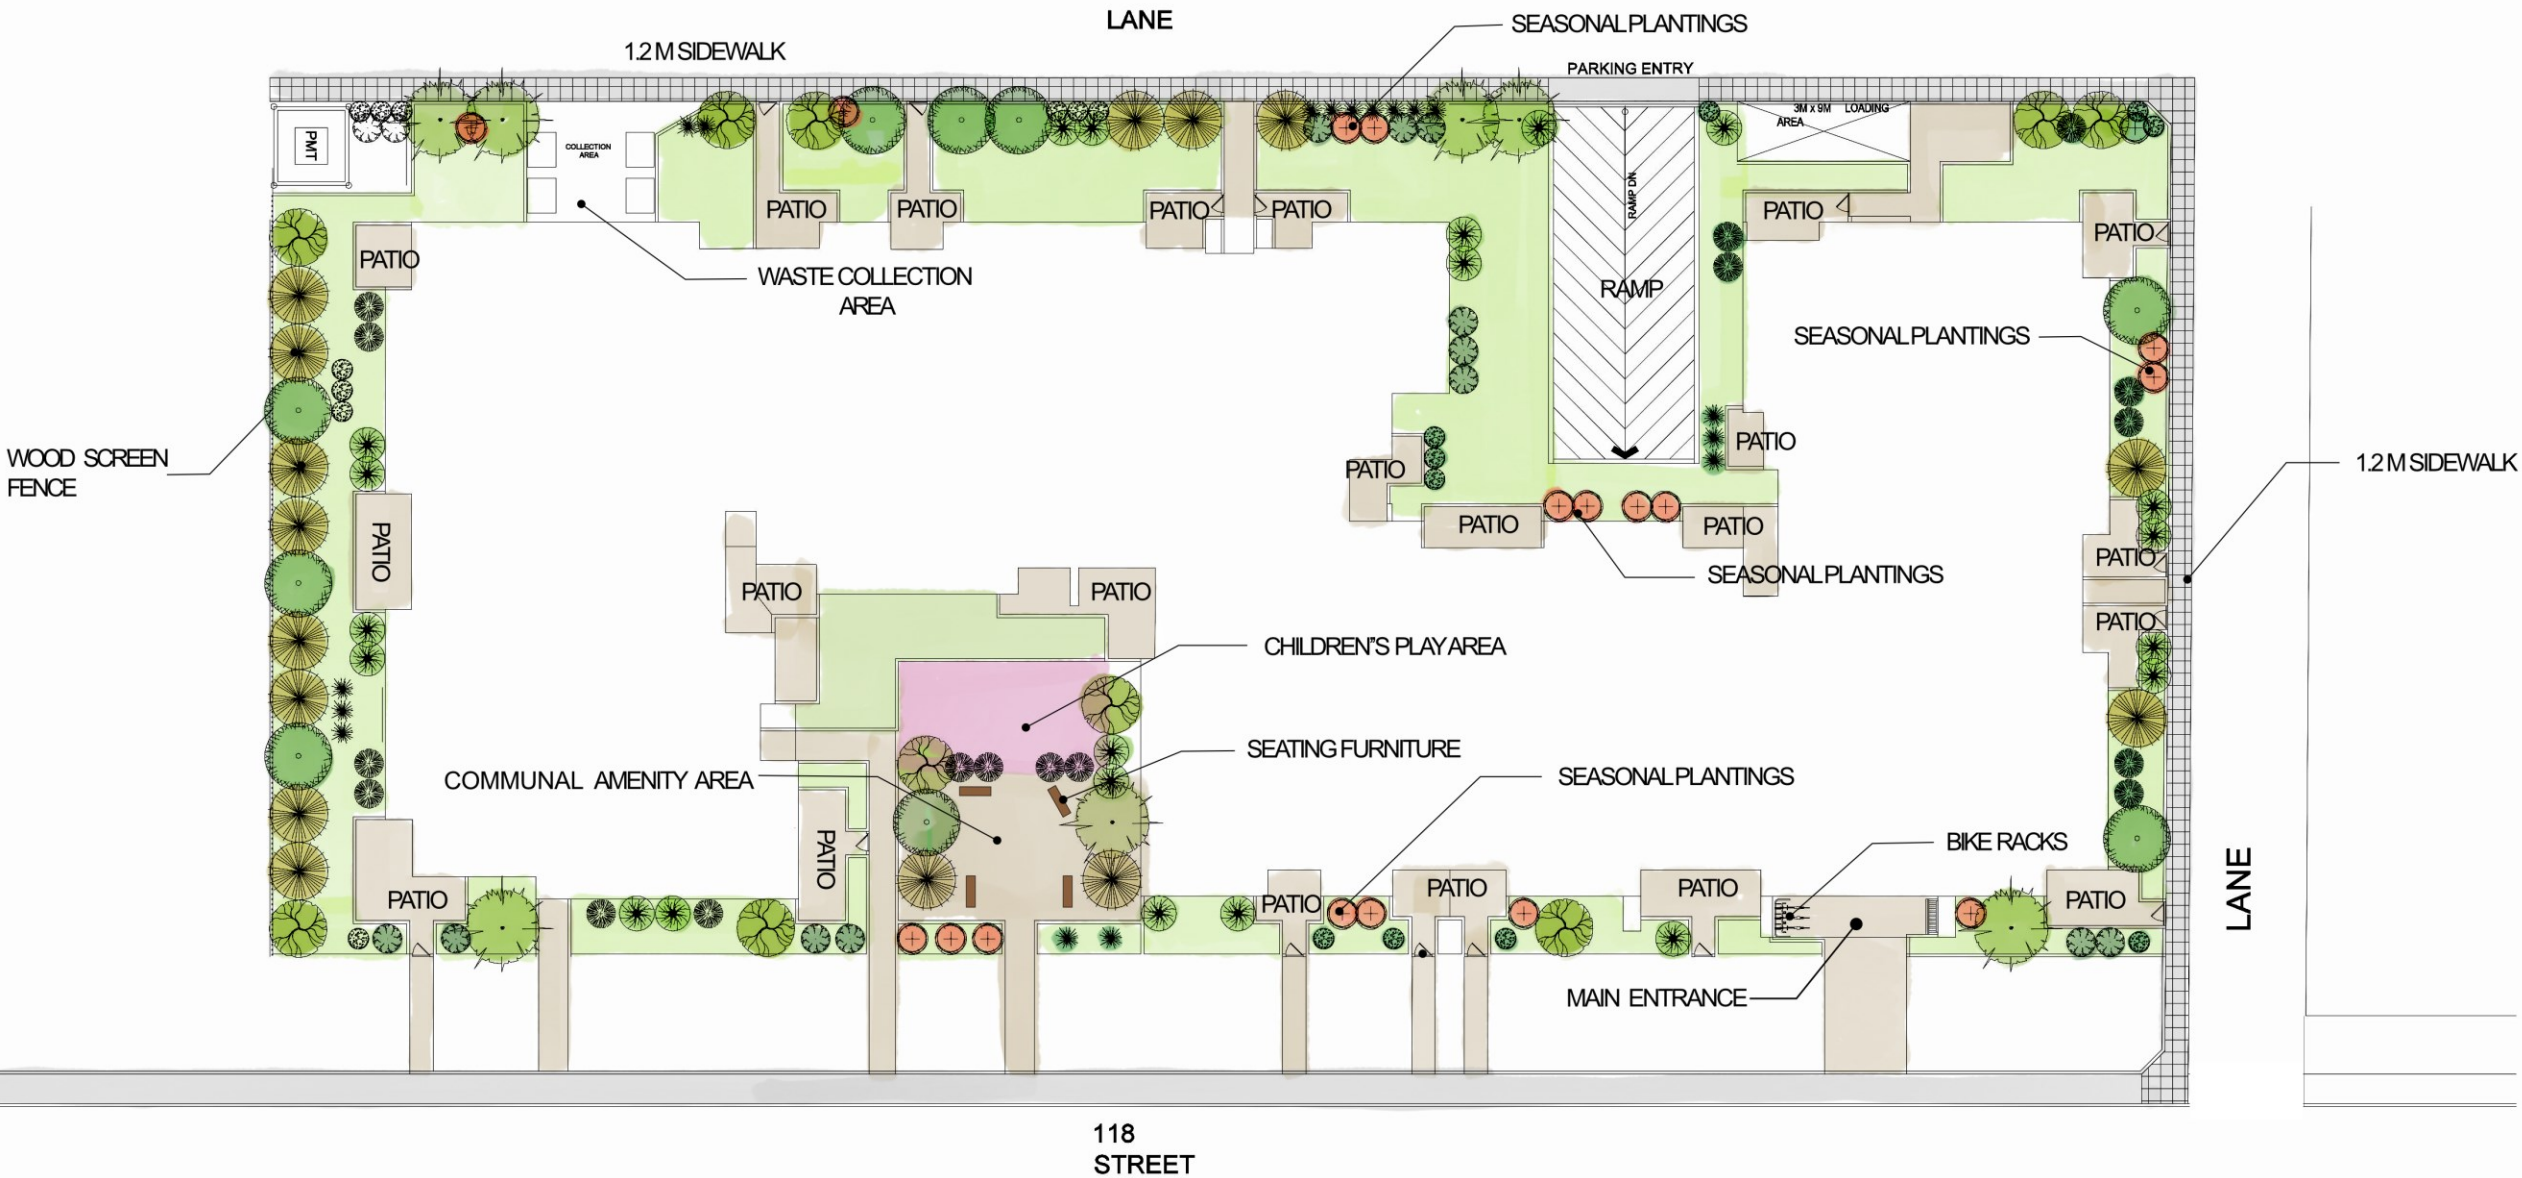 LANE
SEASONAL PLANTINGS
1.2 M SIDEWALK
PARKING ENTRY
3M x 9M LOADING
AREA
PMT
COLLECTION
AREA
RAMP DN
PATIO
PATIO
PATIO
PATIO
PATIO
PATIO
PATIO
WASTE COLLECTION
AREA
RAMP
SEASONAL PLANTINGS
WOOD SCREEN
FENCE
PATIO
PATIO
1.2 M SIDEWALK
PATIO
PATIO
PATIO
PATIO
SEASONAL PLANTINGS
PATIO
PATIO
PATIO
CHILDREN"S PLAY AREA
SEATING FURNITURE
COMMUNAL AMENITY AREA
SEASONAL PLANTINGS
PATIO
BIKE RACKS
PATIO
PATIO
PATIO
PATIO
PATIO
LANE
MAIN ENTRANCE
118
STREET